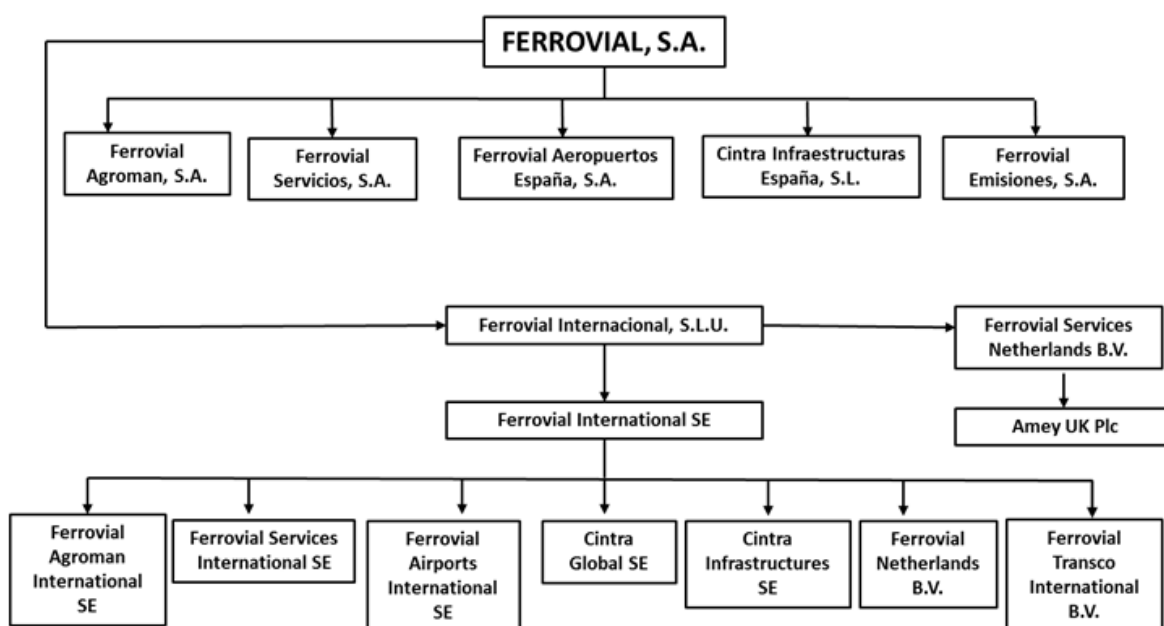 FERROVIAL, S.A.
Ferrovial
Agroman, S.A.
Ferrovial
Servicios, S.A.
Ferrovial Aeropuertos
España, S.A.
Cintra Infraestructuras
España, S.L.
Ferrovial
Emisiones, S.A.
Ferrovial Internacional, S.L.U.
Ferrovial Services
Netherlands B.V.
Ferrovial International SE
Amey UK Plc
Ferrovial
Agroman
International
SE
Ferrovial Services
International SE
Ferrovial
Airports
International
SE
Cintra
Global SE
Cintra
Infrastructures
SE
Ferrovial
Netherlands
B.V.
Ferrovial
Transco
International
B.V.